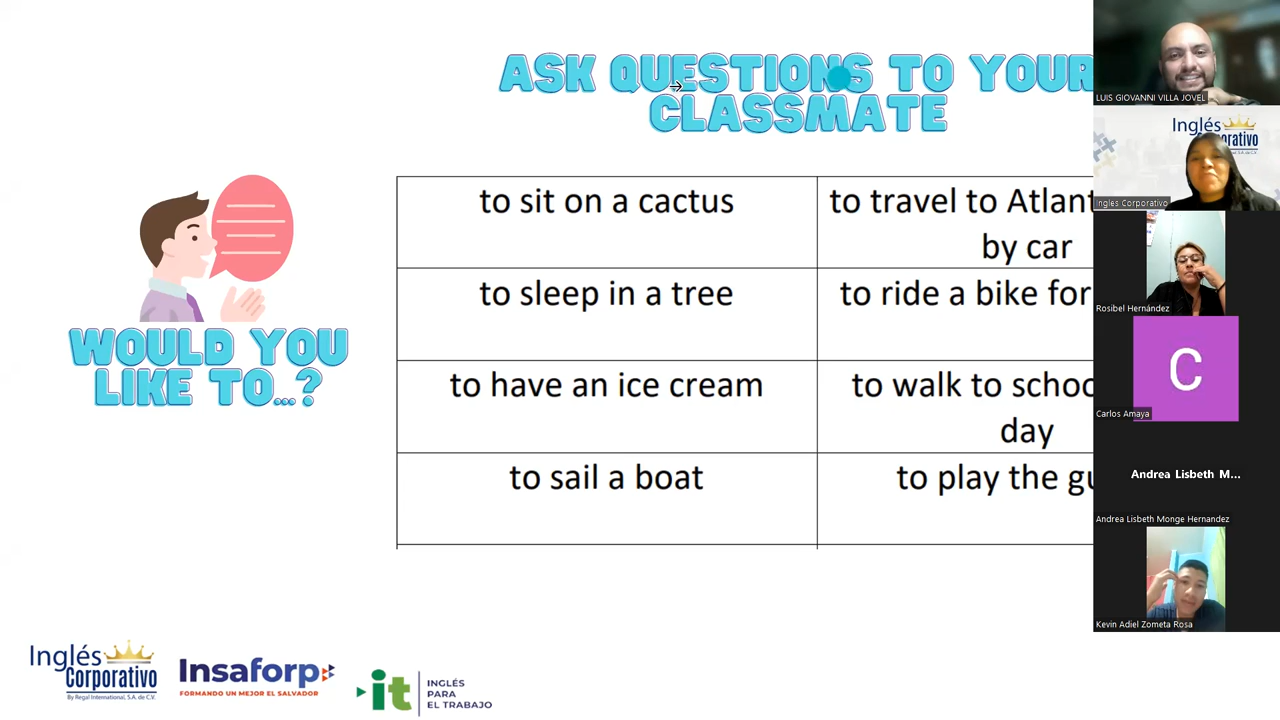 ASK QUESTIONS TO YOUR
CLASSMATE
to sit on a cactus
to travel to Atlant
by car
to sleep in a tree
to ride a bike for
to have an ice cream
to walk to schoo
day
to sail a boat
to play the gu
WOULD YOU
LIKE TO...?
Inglés
Corporativo
By Regal International, S.A. de C.V.
Insaforp
FORMANDO UN MEJOR EL SALVADOR
it
INGLÉS
PARA
EL TRABAJO
LUIS GIOVANNI VILLA JOVEL
Inglés
Corporativo
Regal International, S.A. de C.V.
Ingles Corporativo
Rosibel Hernández
C
Carlos Amaya
Andrea Lisbeth M...
Andrea Lisbeth Monge Hernandez
Kevin Adiel Zometa Rosa